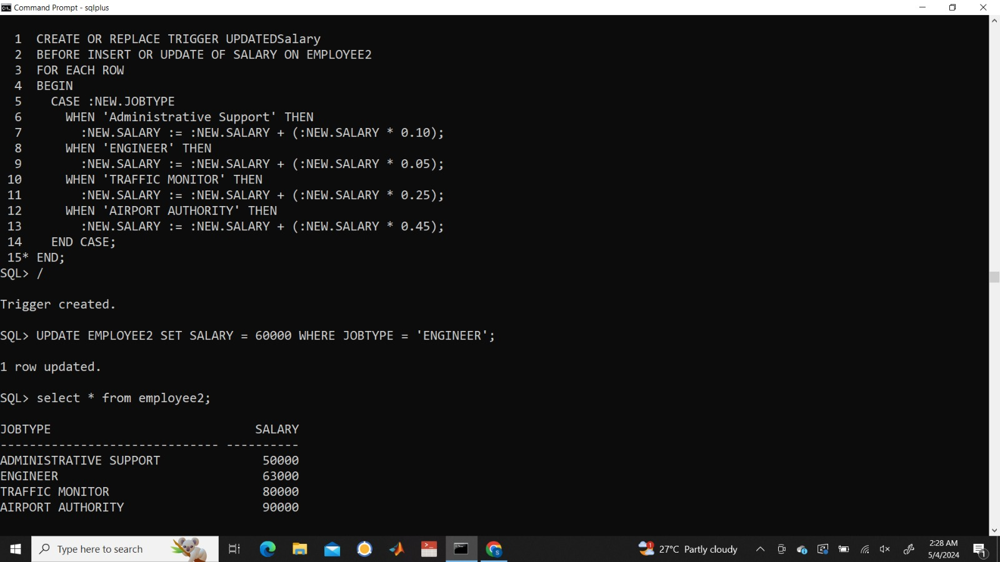 Command Prompt - sqlplus
1 CREATE OR REPLACE TRIGGER UPDATEDSalary
2 BEFORE INSERT OR UPDATE OF SALARY ON EMPLOYEE2
3 FOR EACH ROW
4 BEGIN
5 CASE :NEW.JOBTYPE
6 WHEN 'Administrative Support' THEN
7 :NEW.SALARY := :NEW.SALARY + (:NEW.SALARY * 0.10);
8 WHEN 'ENGINEER' THEN
9 :NEW.SALARY := :NEW.SALARY + (:NEW.SALARY * 0.05);
10 WHEN 'TRAFFIC MONITOR' THEN
11 :NEW.SALARY := :NEW.SALARY + (:NEW.SALARY * 0.25);
12 WHEN 'AIRPORT AUTHORITY' THEN
13 :NEW.SALARY := :NEW.SALARY + (:NEW.SALARY * 0.45);
14 END CASE;
15* END;
SQL> /
Trigger created.
SQL> UPDATE EMPLOYEE2 SET SALARY = 60000 WHERE JOBTYPE = 'ENGINEER';
1 row updated.
SQL> select * from employee2;
JOBTYPE SALARY
------------------------------ ----------
ADMINISTRATIVE SUPPORT 50000
ENGINEER 63000
TRAFFIC MONITOR 80000
AIRPORT AUTHORITY 90000
Type here to search
1
27°C Partly cloudy
2:28 AM
5/4/2024
1